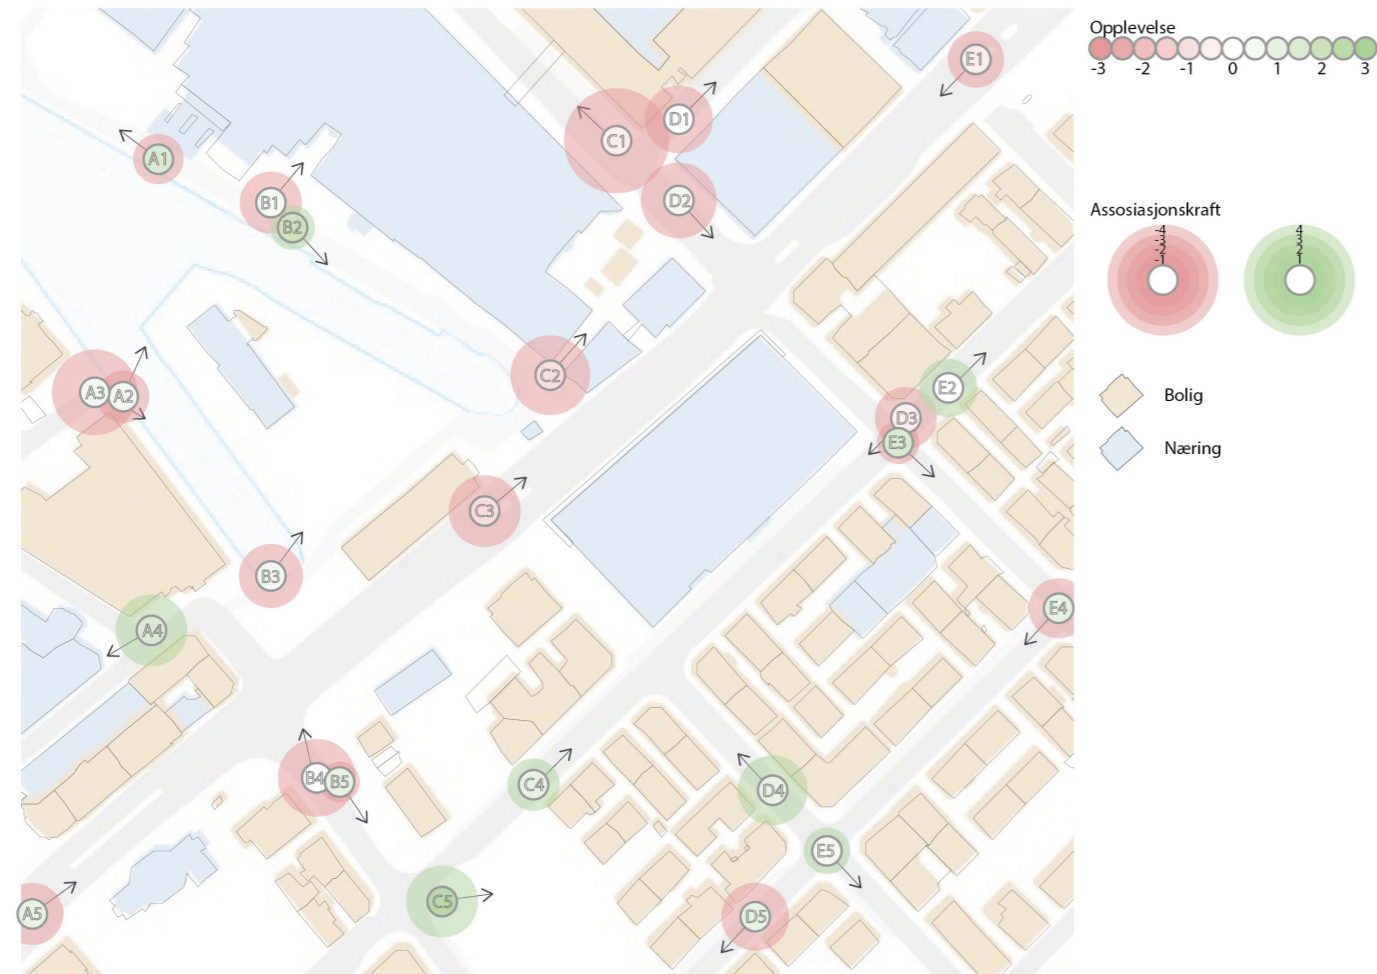 Opplevelse
-3 -2 -1 0 1 2 3
Assosiasjonskraft
-4
-3
-2
-1
4
3
2
1
Bolig
Næring
E1
D1
C1
A1
D2
B1
B2
C2
E2
A3
A2
D3
E3
C3
B3
E4
A4
B4
B5
C4
D4
E5
C5
A5
D5